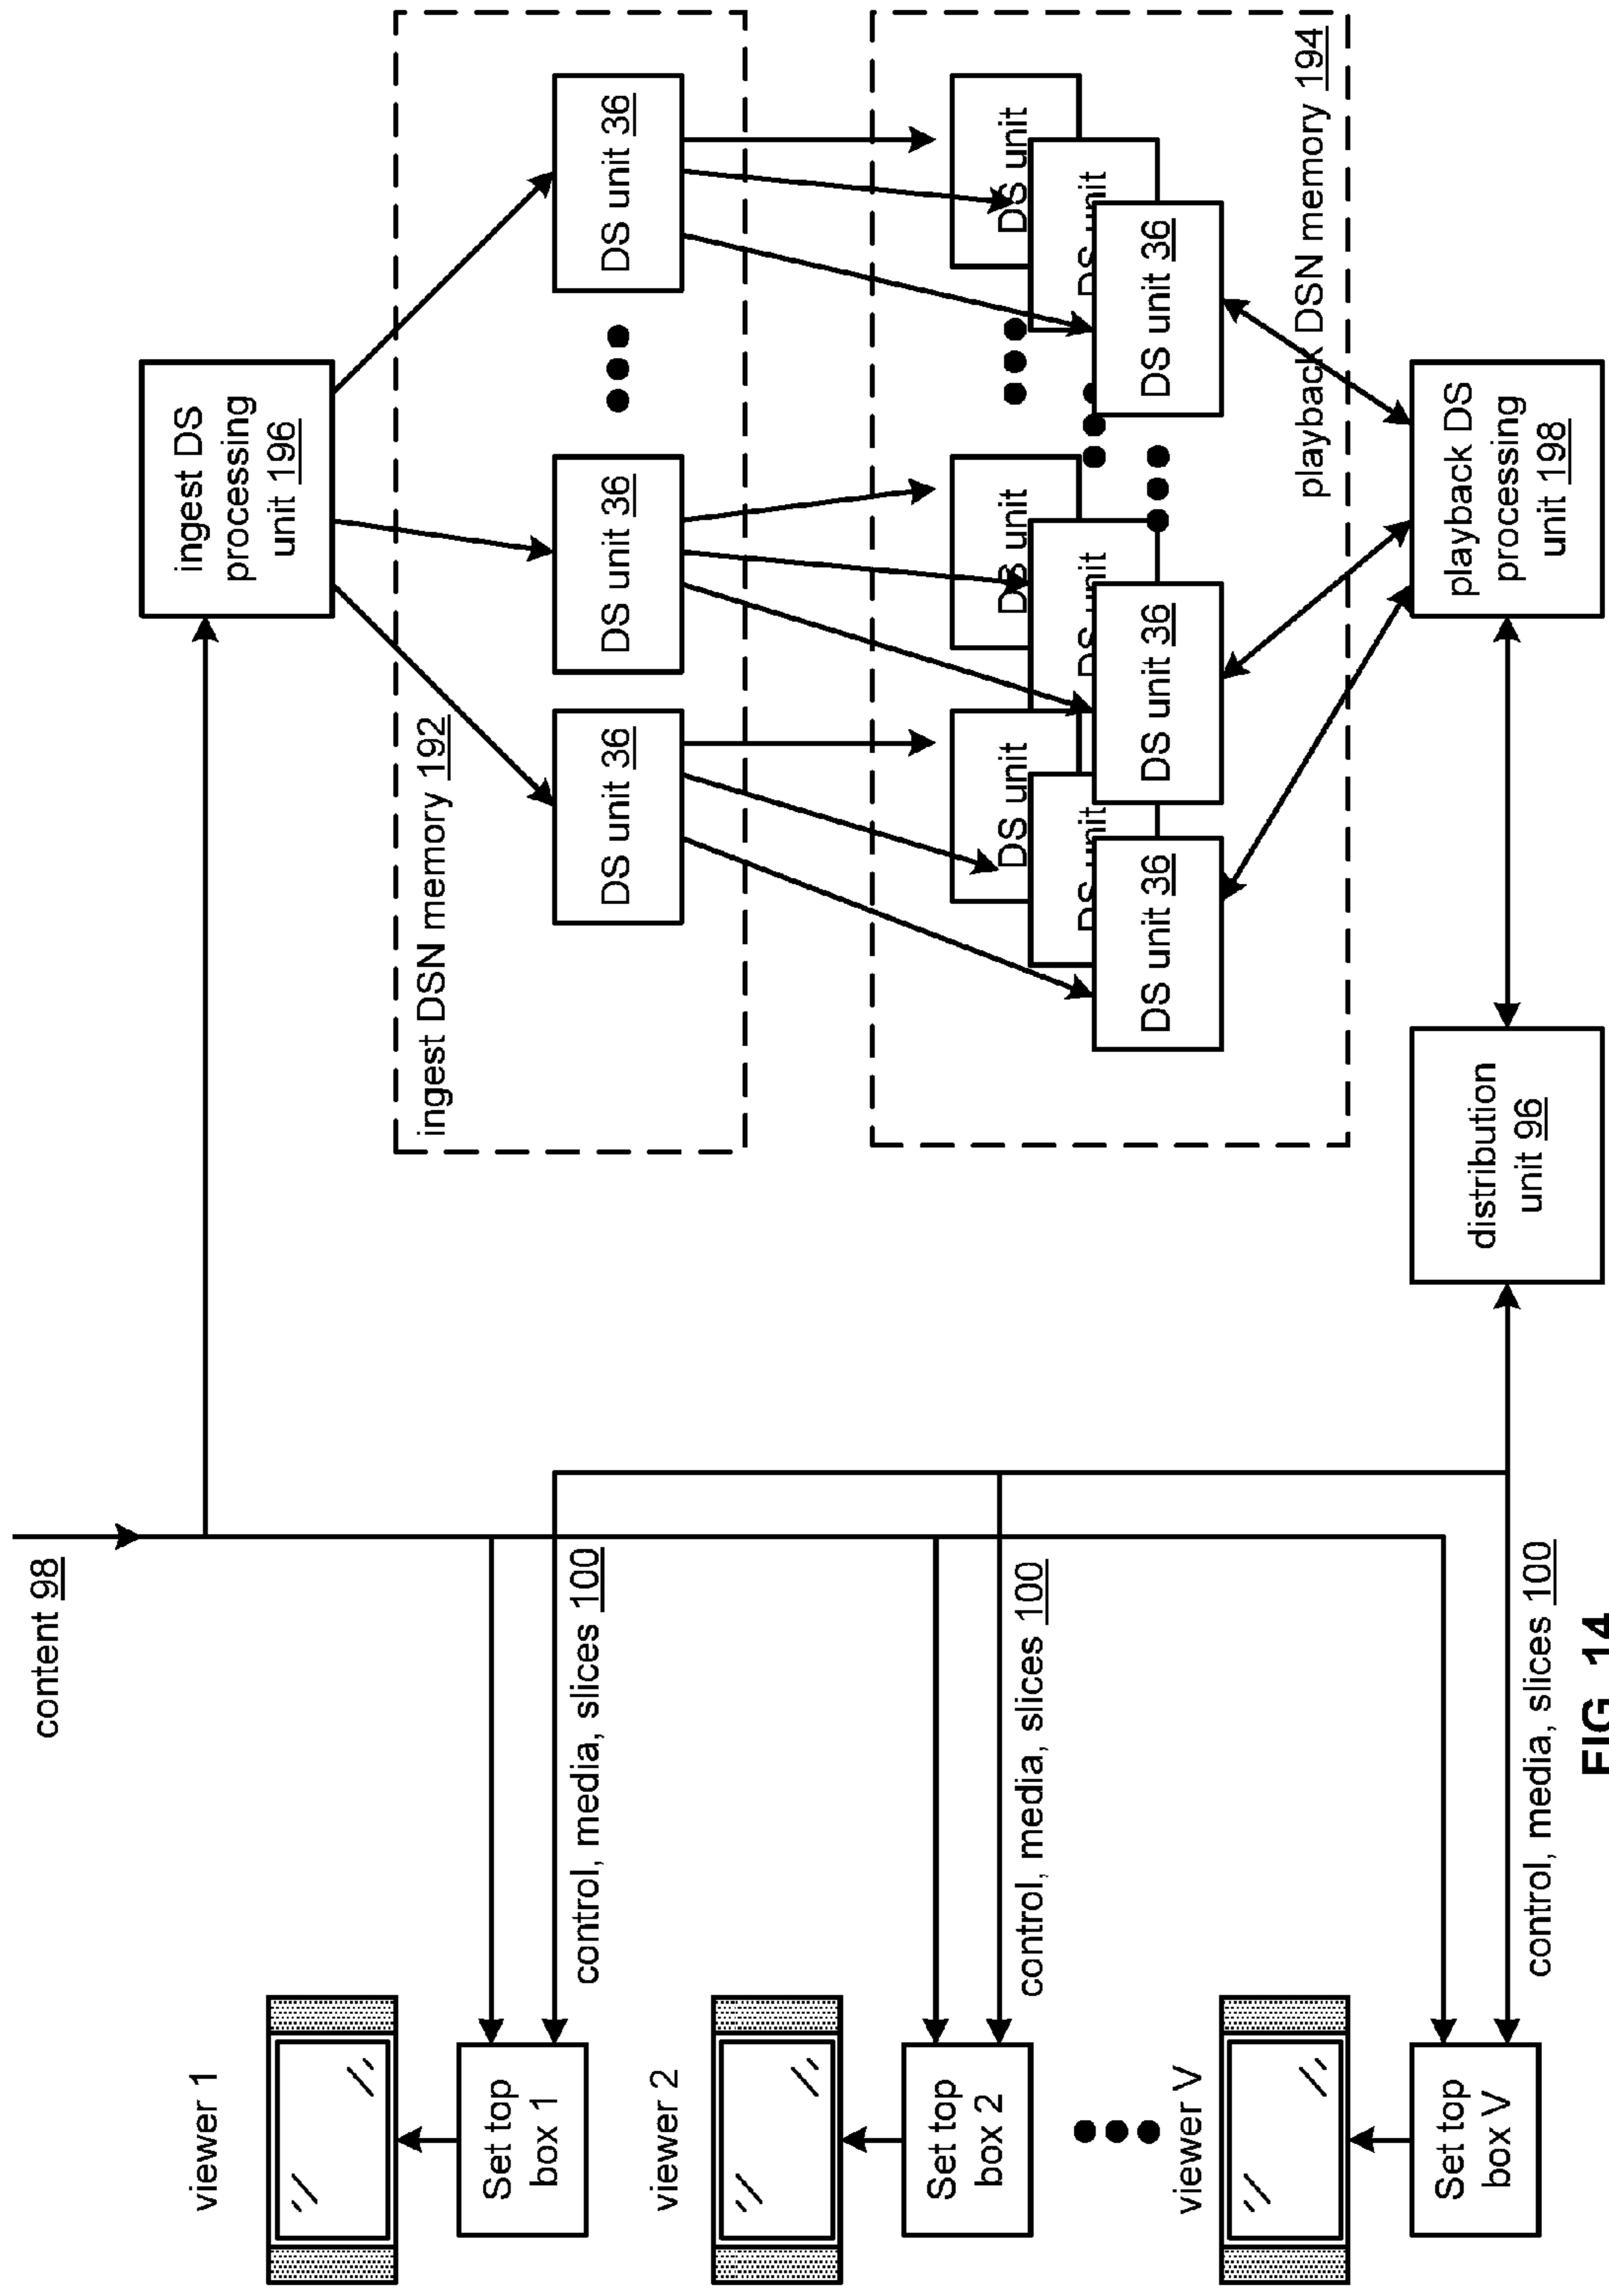 content 98
viewer 1
Set top
box 1
control, media, slices 100
viewer 2
Set top
box 2
control, media, slices 100
viewer V
Set top
box V
control, media, slices 100
ingest DS
processing
unit 196
ingest DSN memory 192
DS unit 36
DS unit 36
DS unit 36
DS unit
DS unit
DS unit 36
DS unit
DS unit
DS unit 36
DS unit
DS unit
DS unit 36
playback DSN memory 194
distribution
unit 96
playback DS
processing
unit 198
FIG. 14